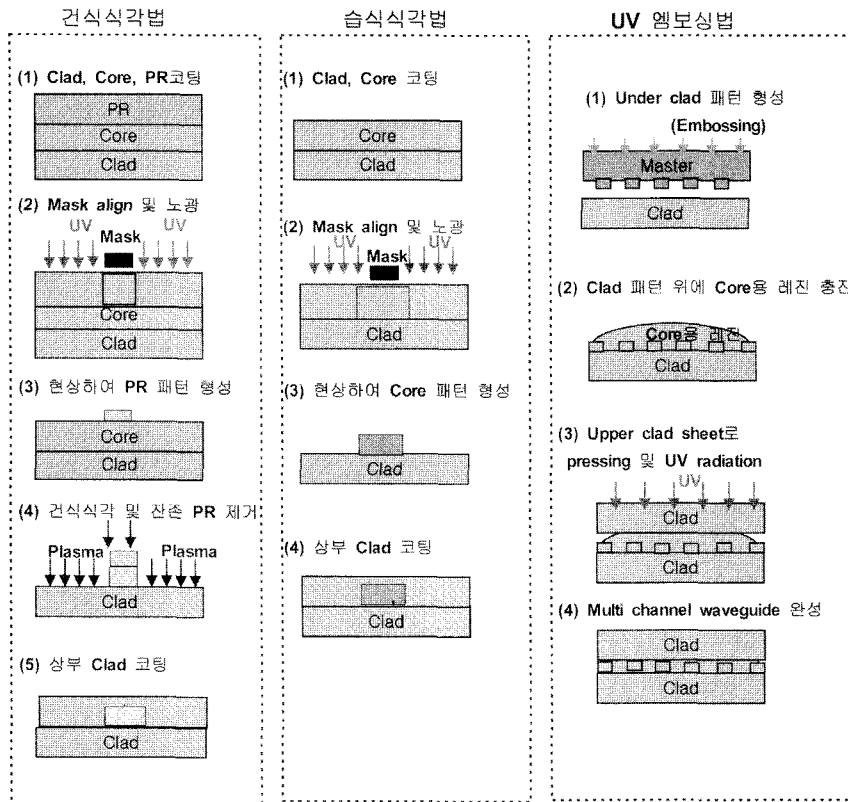 건식식각법
(1) Clad, Core, PR코팅
PR
Core
Clad
(2) Mask align 및 노광
UV Mask UV
Core
Clad
(3) 현상하여 PR 패턴 형성
Core
Clad
(4) 건식식각 및 잔존 PR 제거
Plasma Plasma
Clad
(5) 상부 Clad 코팅
Clad
습식식각법
(1) Clad, Core 코팅
Core
Clad
(2) Mask align 및 노광
UV Mask UV
Clad
(3) 현상하여 Core 패턴 형성
Clad
(4) 상부 Clad 코팅
Clad
UV 엠보싱법
(1) Under clad 패턴 형성
(Embossing)
Master
Clad
(2) Clad 패턴 위에 Core용 레진 충진
Core용 레진
Clad
(3) Upper clad sheet로
pressing 및 UV radiation
UV
Clad
Clad
(4) Multi channel waveguide 완성
Clad
Clad